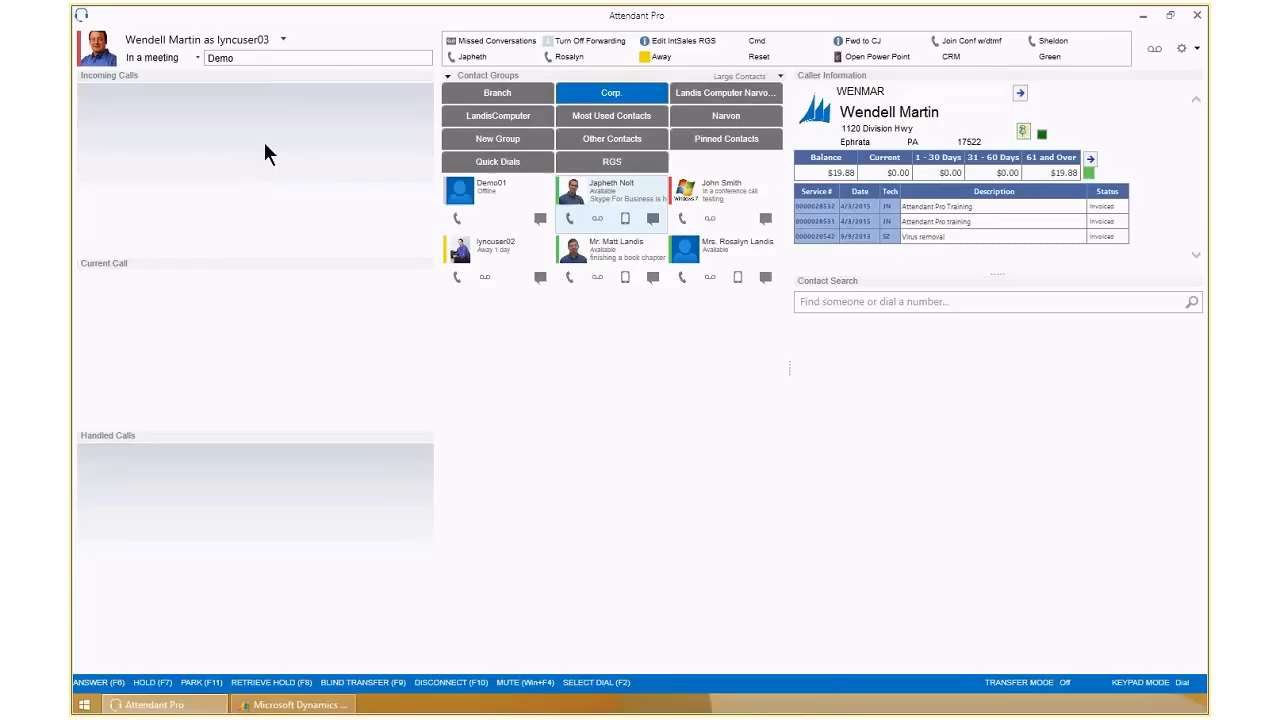 Attendant Pro
Wendell Martin as lyncuser03
In a meeting
Demo
Missed Conversations
Turn Off Forwarding
Edit IntSales RGS
Cmd
Fwd to CJ
Join Conf w/dtmf
Sheldon
Japheth
Rosalyn
Away
Reset
Open Power Point
CRM
Green
Incoming Calls
Current Call
Handled Calls
Contact Groups
Large Contacts
Branch
Corp.
Landis Computer Narvo...
LandisComputer
Most Used Contacts
Narvon
New Group
Other Contacts
Pinned Contacts
Quick Dials
RGS
Demo01
Offline
Japheth Nolt
Available
Skype For Business is h
John Smith
In a conference call
testing
Windows 7
lyncuser02
Away 1 day
Mr. Matt Landis
Available
finishing a book chapter
Mrs. Rosalyn Landis
Available
Caller Information
WENMAR
Wendell Martin
1120 Division Hwy
Ephrata PA 17522
Balance Current 1 - 30 Days 31 - 60 Days 61 and Over
$19.88 $0.00 $0.00 $0.00 $19.88
Service # Date Tech Description Status
0000028532 4/3/2015 JN Attendant Pro Training Invoiced
0000028531 4/3/2015 JN Attendant Pro training Invoiced
0000020542 9/9/2013 SZ Virus removal Invoiced
Contact Search
Find someone or dial a number...
ANSWER (F6) HOLD (F7) PARK (F11) RETRIEVE HOLD (F8) BLIND TRANSFER (F9) DISCONNECT (F10) MUTE (Win+F4) SELECT DIAL (F2) TRANSFER MODE Off KEYPAD MODE Dial
Attendant Pro
Microsoft Dynamics ...